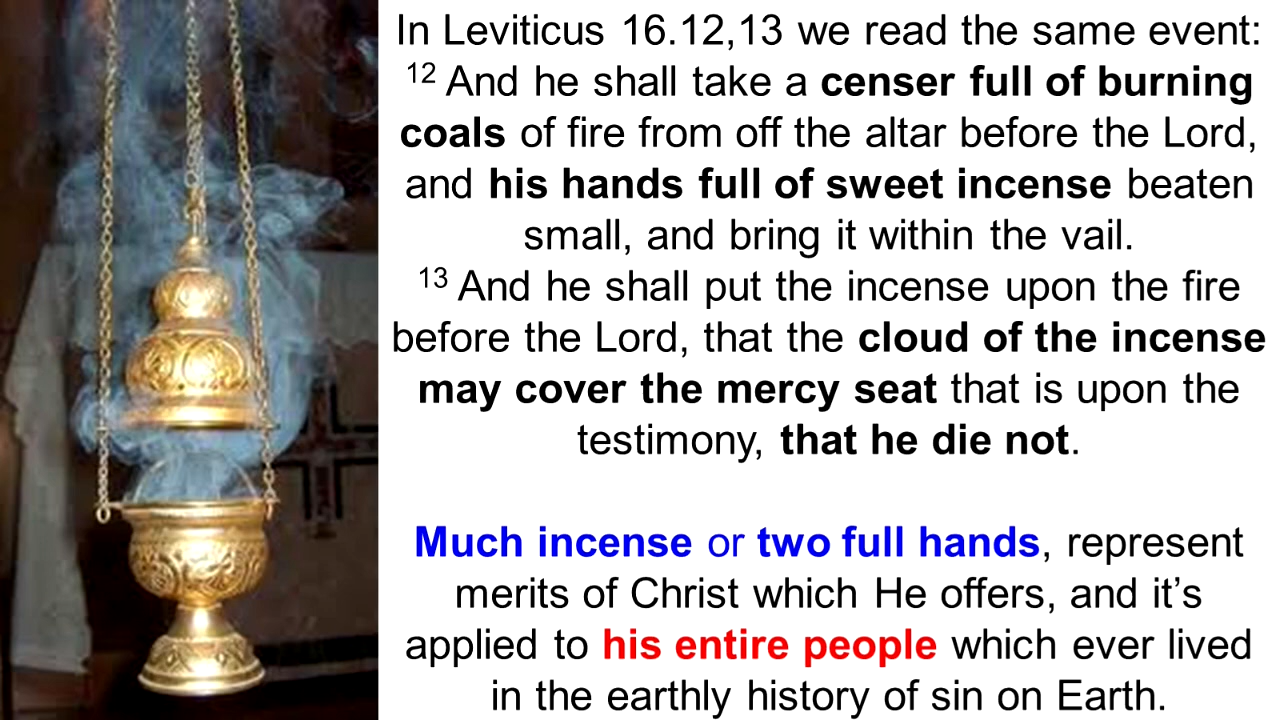 In Leviticus 16.12,13 we read the same event:
12 And he shall take a censer full of burning
coals of fire from off the altar before the Lord,
and his hands full of sweet incense beaten
small, and bring it within the vail.
13 And he shall put the incense upon the fire
before the Lord, that the cloud of the incense
may cover the mercy seat that is upon the
testimony, that he die not.
Much incense or two full hands, represent
merits of Christ which He offers, and it’s
applied to his entire people which ever lived
in the earthly history of sin on Earth.